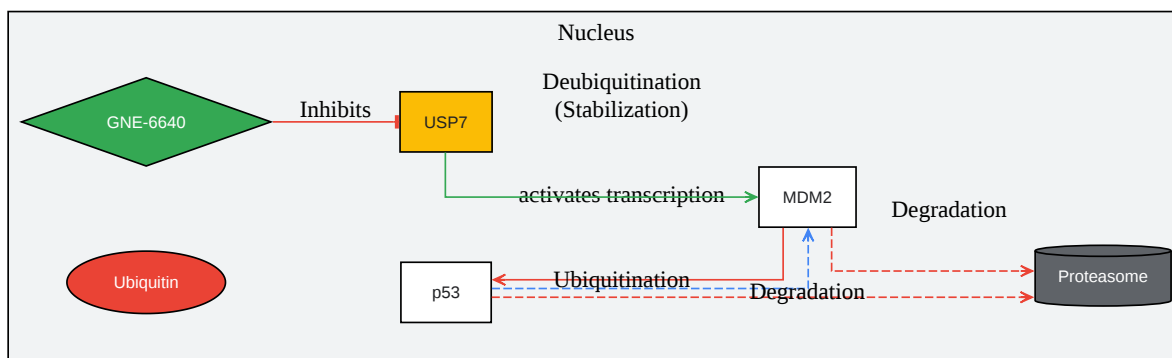 Nucleus
Deubiquitination
(Stabilization)
GNE-6640
Inhibits
USP7
activates transcription
MDM2
Degradation
Ubiquitin
p53
Ubiquitination
Degradation
Proteasome